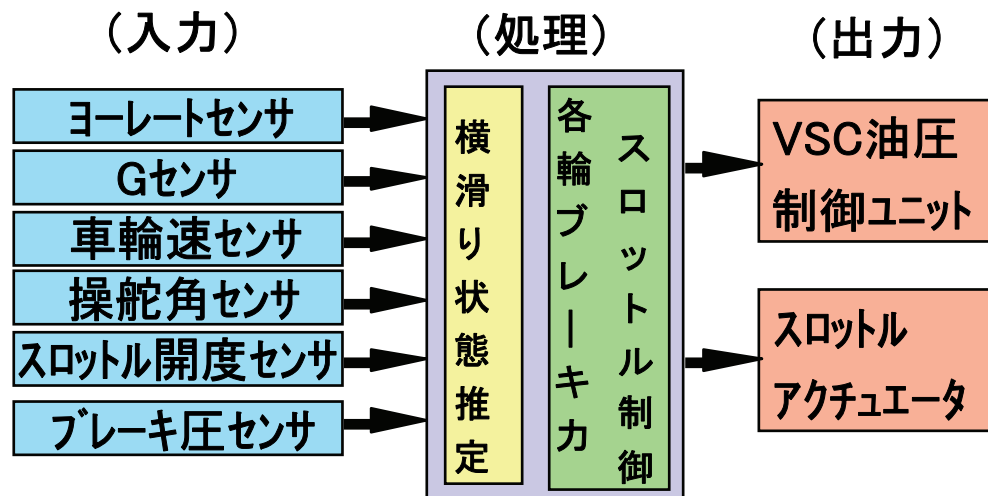 （入力）
（処理）
（出力）
ヨーレートセンサ
Gセンサ
車輪速センサ
操舵角センサ
スロットル開度センサ
ブレーキ圧センサ
横滑り状態推定
各輪ブレーキ力
スロットル制御
VSC油圧
制御ユニット
スロットル
アクチュエータ